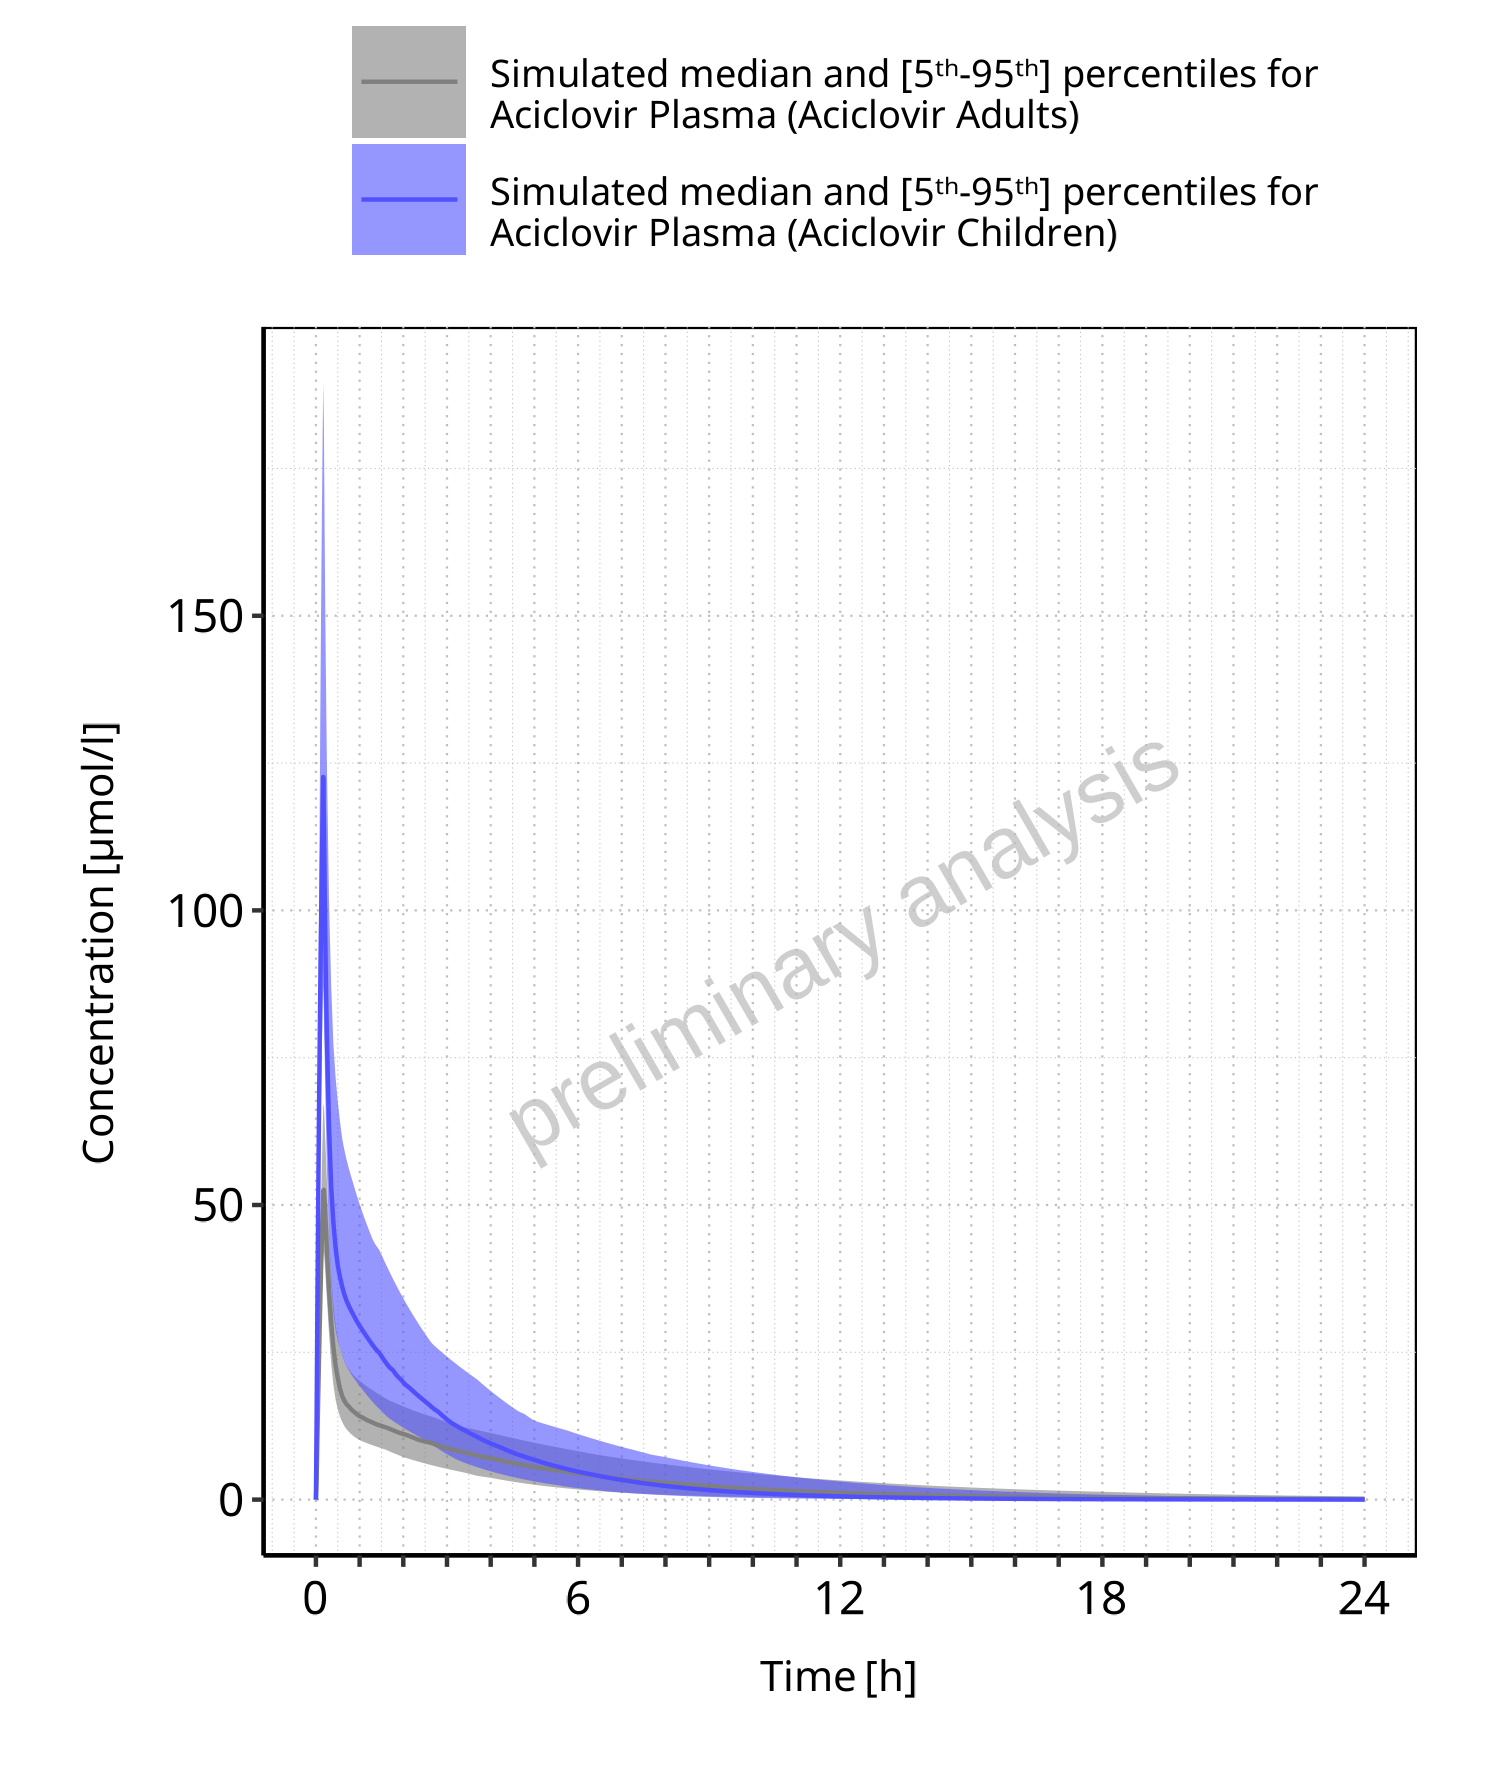 Simulated median and [5th-95th] percentiles for
Aciclovir Plasma (Aciclovir Adults)
Simulated median and [5th-95th] percentiles for
Aciclovir Plasma (Aciclovir Children)
150
100
50
0
Concentration [µmol/l]
preliminary analysis
0 6 12 18 24
Time [h]